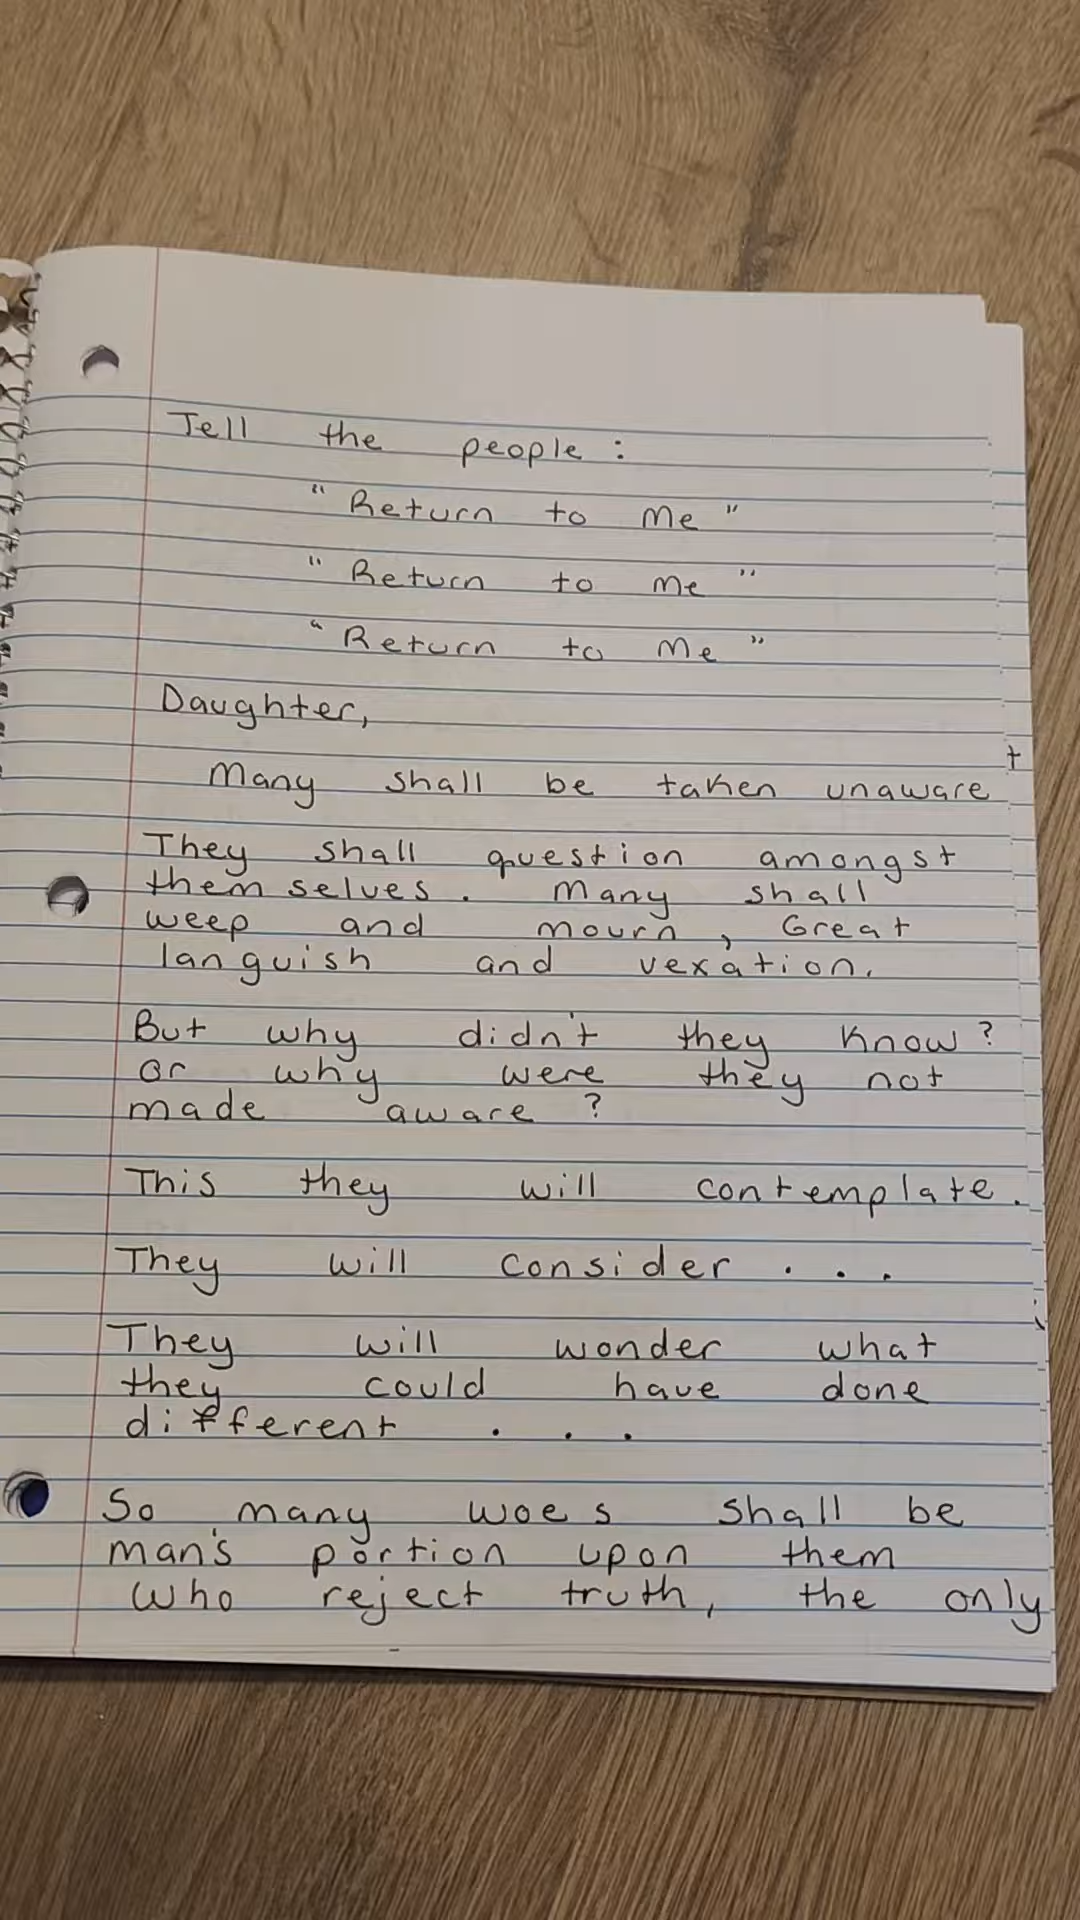 Tell the people:
"Return to Me"
"Return to Me"
"Return to Me"
Daughter,
Many shall be taken unaware
They shall question amongst
themselves. Many shall
weep and mourn, Great
languish and vexation.
But why didn't they know?
or why were they not
made aware?
This they will contemplate.
They will consider...
They will wonder what
they could have done
different...
So many woes shall be
man's portion upon them
who reject truth, the only